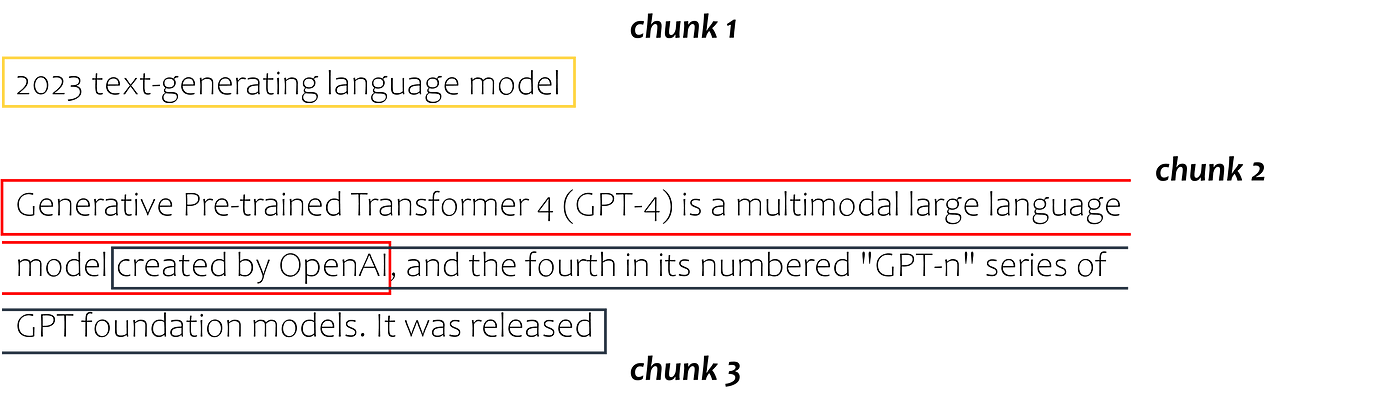 chunk 1
2023 text-generating language model
chunk 2
Generative Pre-trained Transformer 4 (GPT-4) is a multimodal large language
model created by OpenAI, and the fourth in its numbered "GPT-n" series of
GPT foundation models. It was released
chunk 3